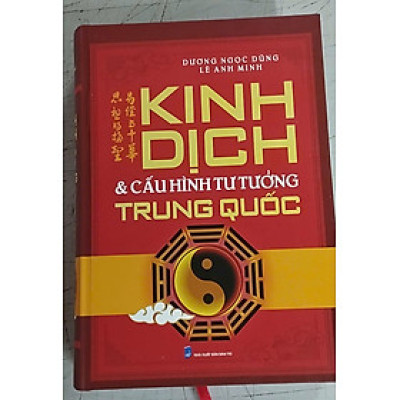 DƯƠNG NGỌC DŨNG
LÊ ANH MINH
KINH
DỊCH
& CẤU HÌNH TƯ TƯỞNG
TRUNG QUỐC